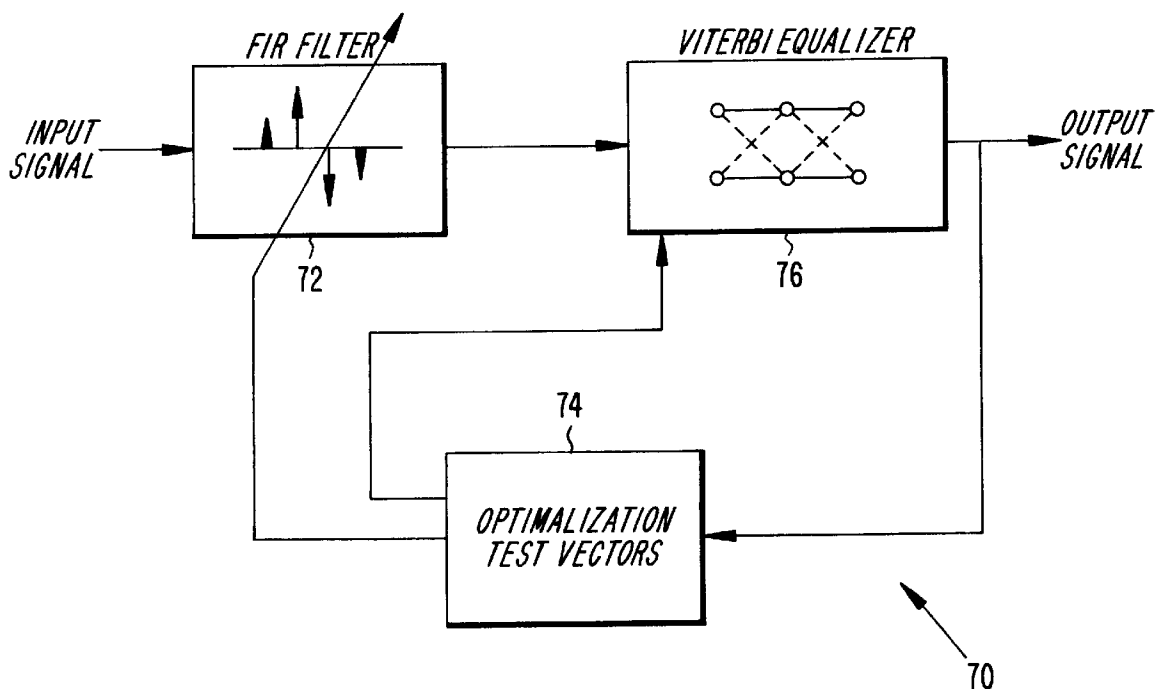 FIR FILTER
VITERBI EQUALIZER
INPUT
SIGNAL
OUTPUT
SIGNAL
72
76
74
OPTIMALIZATION
TEST VECTORS
70